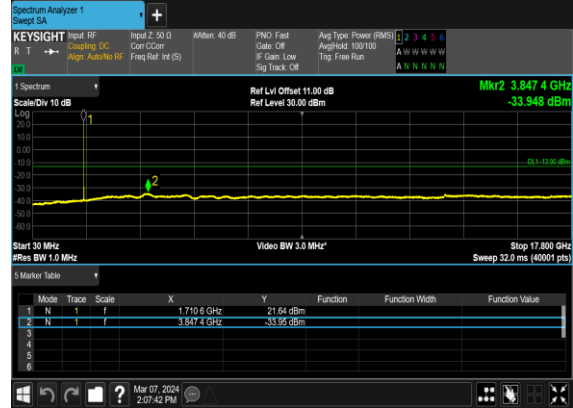 Spectrum Analyzer 1
Swept SA
+
KEYSIGHT Input: RF Input Z: 50 Ω #Atten: 40 dB PNO: Fast Avg Type: Power (RMS) 1 2 3 4 5 6
R T Coupling: DC Corr CCorr Gate: Off Avg|Hold: 100/100 A W W W W W
Align: Auto/No RF Freq Ref: Int (S) IF Gain: Low Trig: Free Run
Sig Track: Off A N N N N N
LM
1 Spectrum Mkr2 3.847 4 GHz
Ref Lvl Offset 11.00 dB
Scale/Div 10 dB Ref Level 30.00 dBm -33.948 dBm
Log
1
20.0
10.0
0.00
-10.0
DL1 -13.00 dBm
-20.0
2
-30.0
-40.0
-50.0
-60.0
Start 30 MHz Video BW 3.0 MHz* Stop 17.800 GHz
#Res BW 1.0 MHz Sweep 32.0 ms (40001 pts)
5 Marker Table
Mode Trace Scale X Y Function Function Width Function Value
1 N 1 f 1.710 6 GHz 21.64 dBm
2 N 1 f 3.847 4 GHz -33.95 dBm
3
4
5
6
? Mar 07, 2024
2:07:42 PM